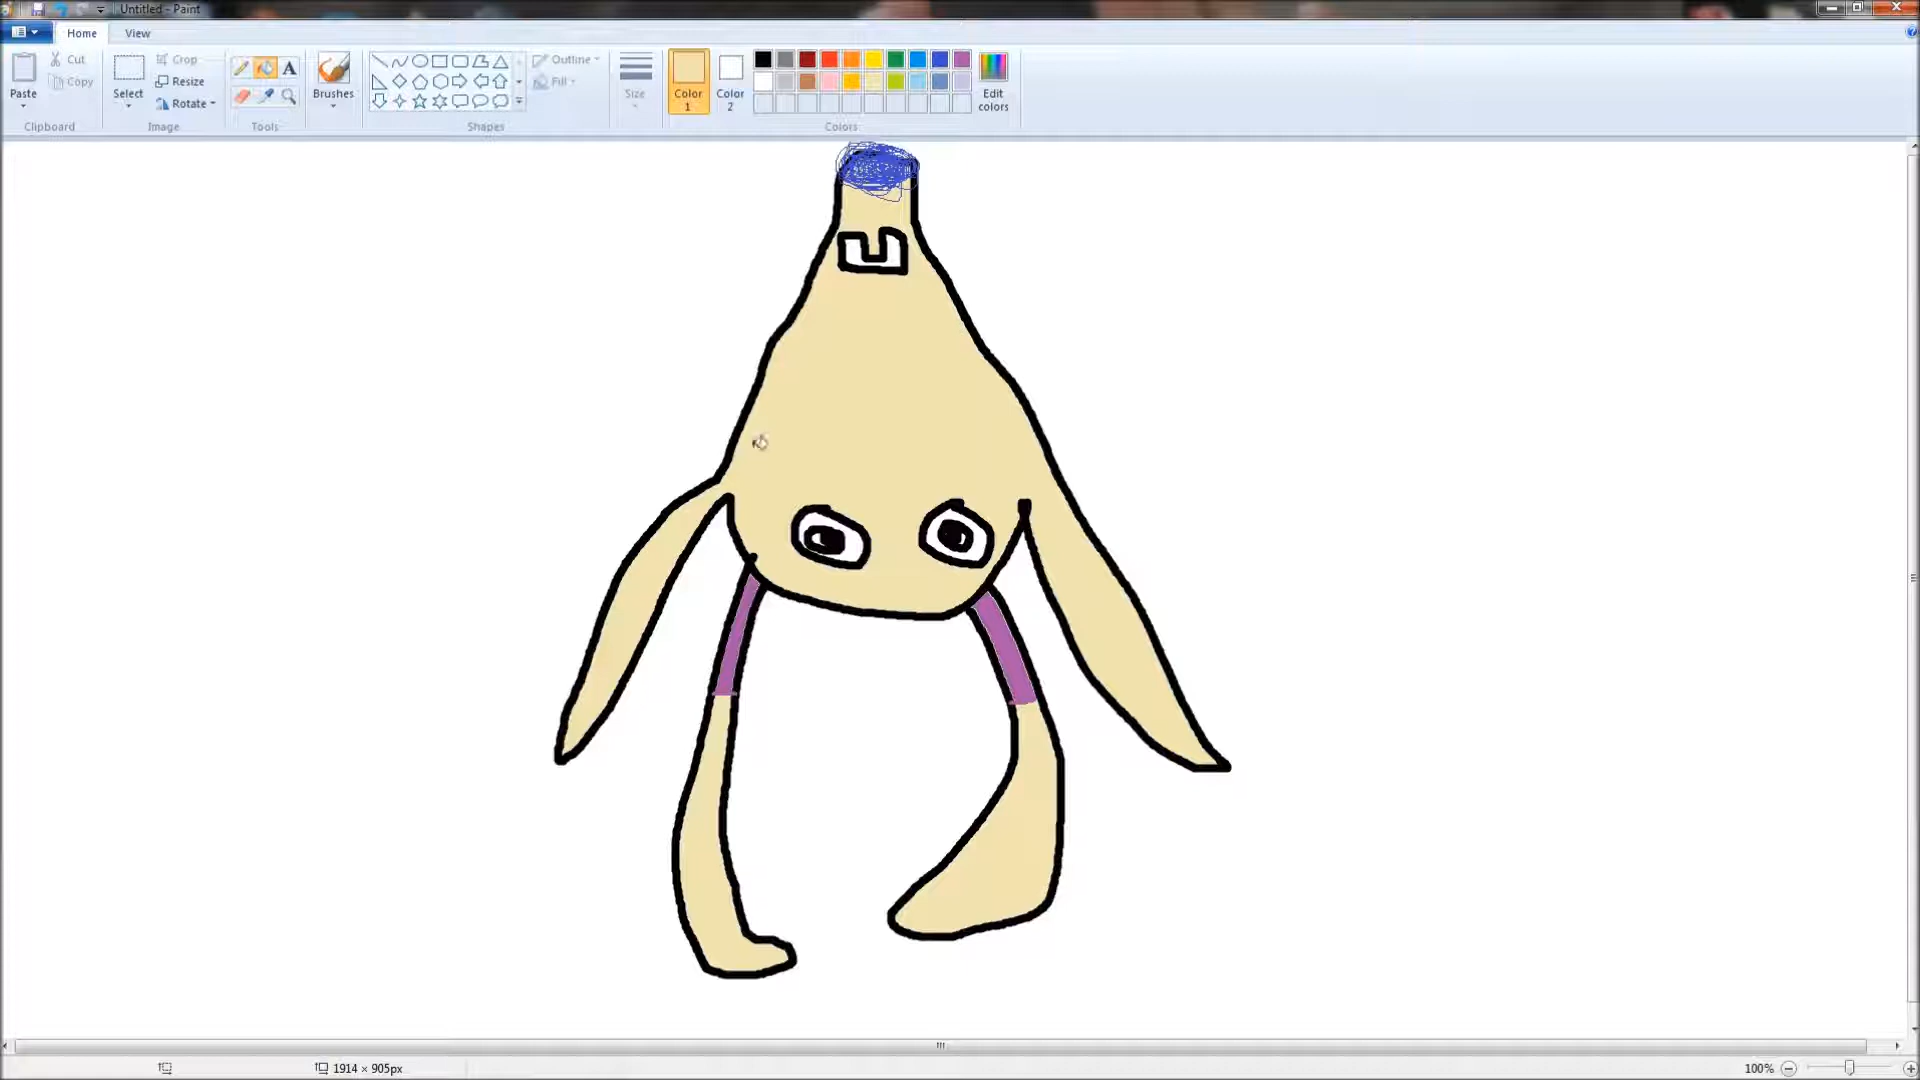 Untitled - Paint
Home View
Paste
Cut
Copy
Clipboard
Select
Crop
Resize
Rotate
Image
A
Tools
Brushes
Shapes
Outline
Fill
Size
Color 1
Color 2
Edit colors
Colors
1914 × 905px
100%